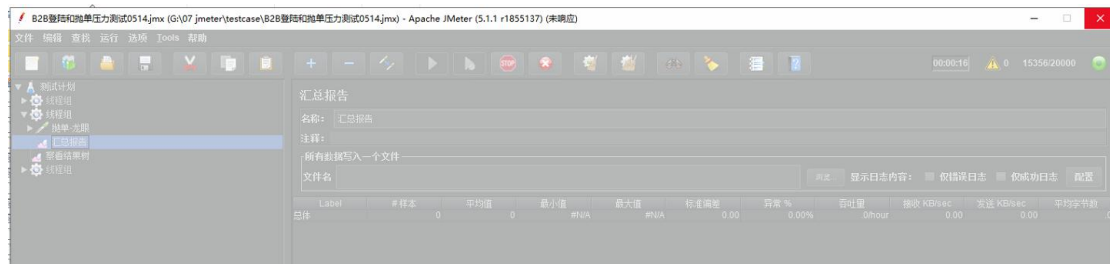 B2B登陆和抛单压力测试0514.jmx (G:\07 jmeter\testcase\B2B登陆和抛单压力测试0514.jmx) - Apache JMeter (5.1.1 r1855137) (未响应)
文件 编辑 查找 运行 选项 Tools 帮助
STOP
00:00:16 0 15356/20000
测试计划
线程组
线程组
抛单-龙眼
汇总报告
察看结果树
线程组
汇总报告
名称： 汇总报告
注释：
所有数据写入一个文件
文件名 显示日志内容： 仅错误日志 仅成功日志 配置
Label # 样本 平均值 最小值 最大值 标准偏差 异常 % 吞吐量 接收 KB/sec 发送 KB/sec 平均字节数
总体 0 0 #N/A #N/A 0.00 0.00% .0/hour 0.00 0.00 .0